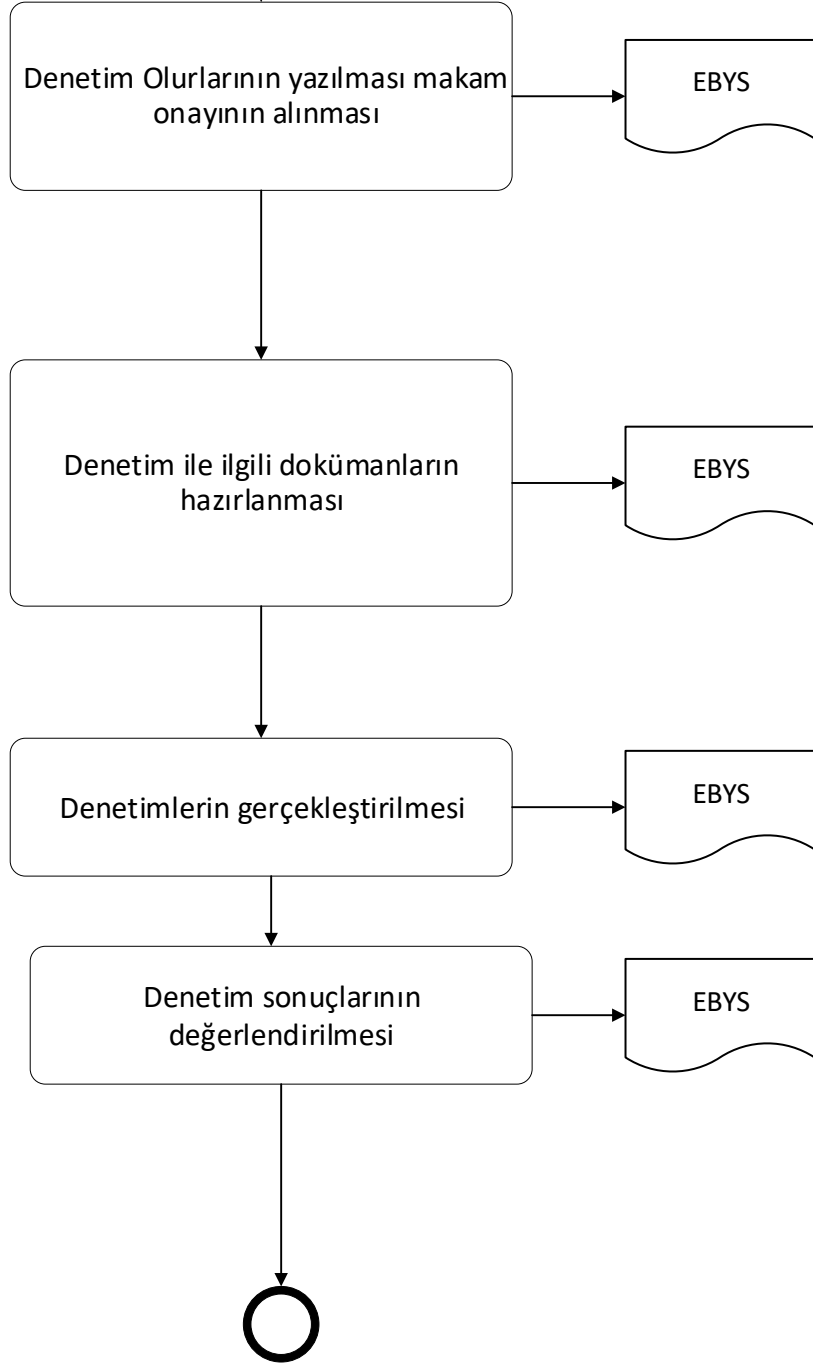 Denetim Olurlarının yazılması makam
onayının alınması
EBYS
Denetim ile ilgili dokümanların
hazırlanması
EBYS
Denetimlerin gerçekleştirilmesi
EBYS
Denetim sonuçlarının
değerlendirilmesi
EBYS